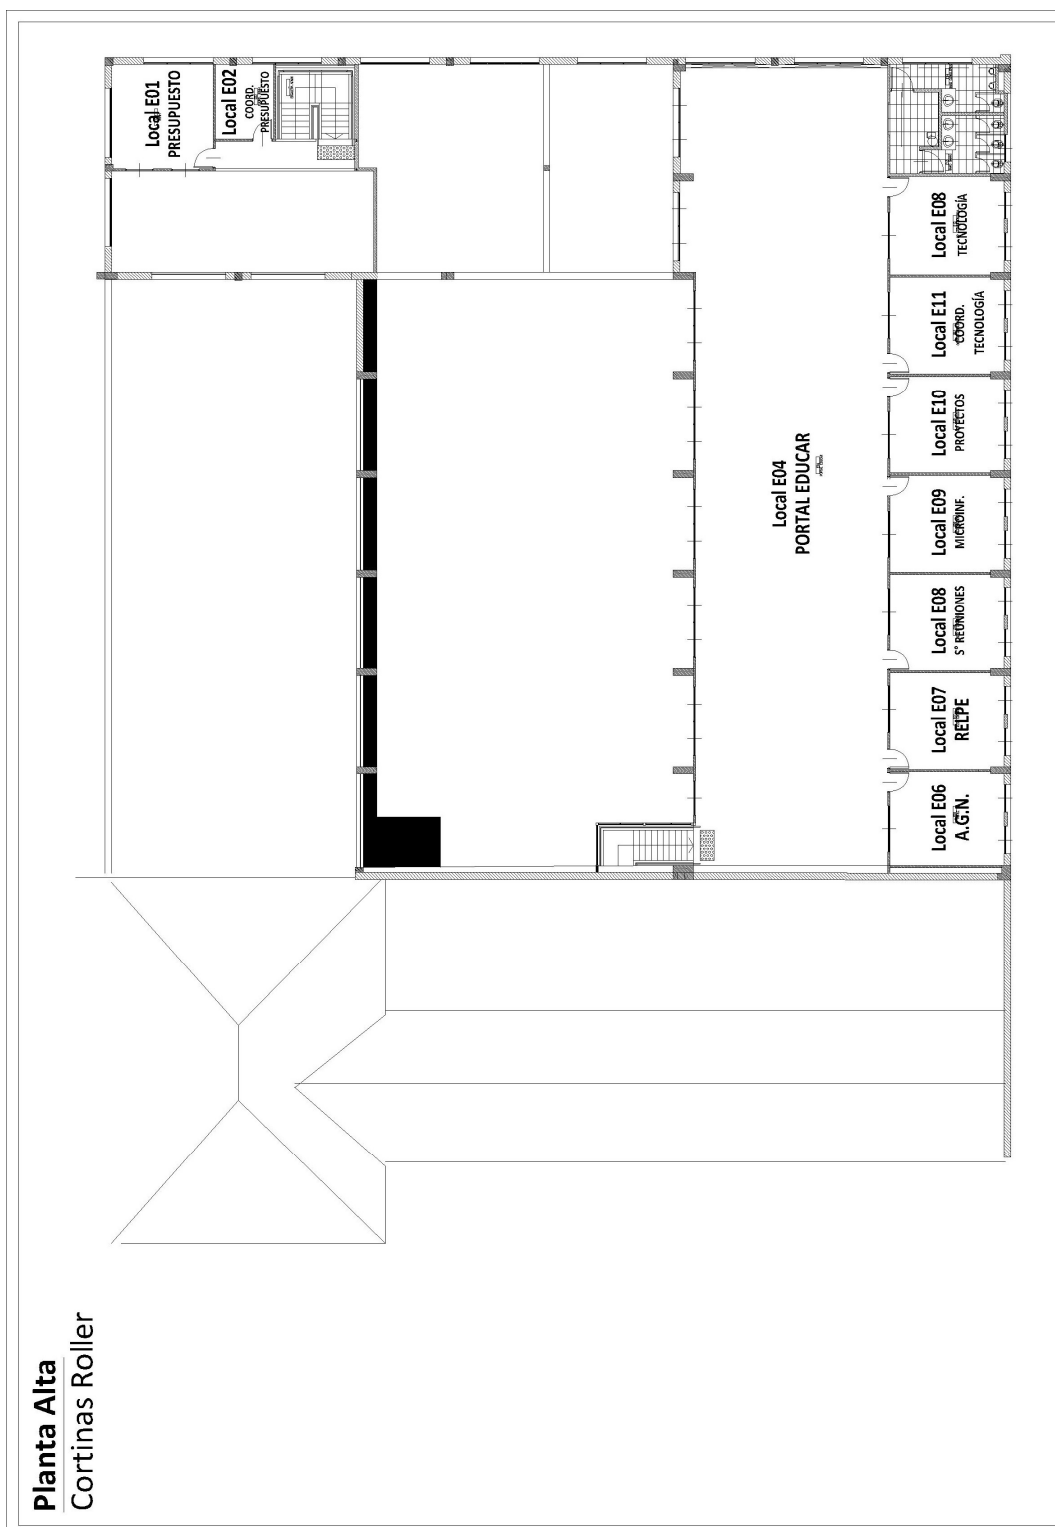 Planta Alta
Cortinas Roller
Local E01
PRESUPUESTO
Local E02
COORD.
PRESUPUESTO
Local E04
PORTAL EDUCAR
Local E08
TECNOLOGÍA
Local E11
COORD.
TECNOLOGÍA
Local E10
PROYECTOS
Local E09
MICROINF.
Local E08
S° REUNIONES
Local E07
RELPE
Local E06
A.G.N.